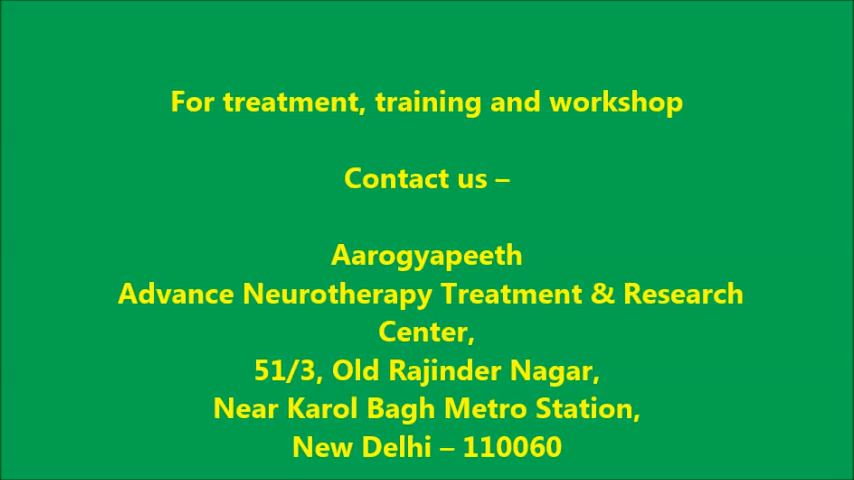 For treatment, training and workshop
Contact us –
Aarogyapeeth
Advance Neurotherapy Treatment & Research
Center,
51/3, Old Rajinder Nagar,
Near Karol Bagh Metro Station,
New Delhi – 110060